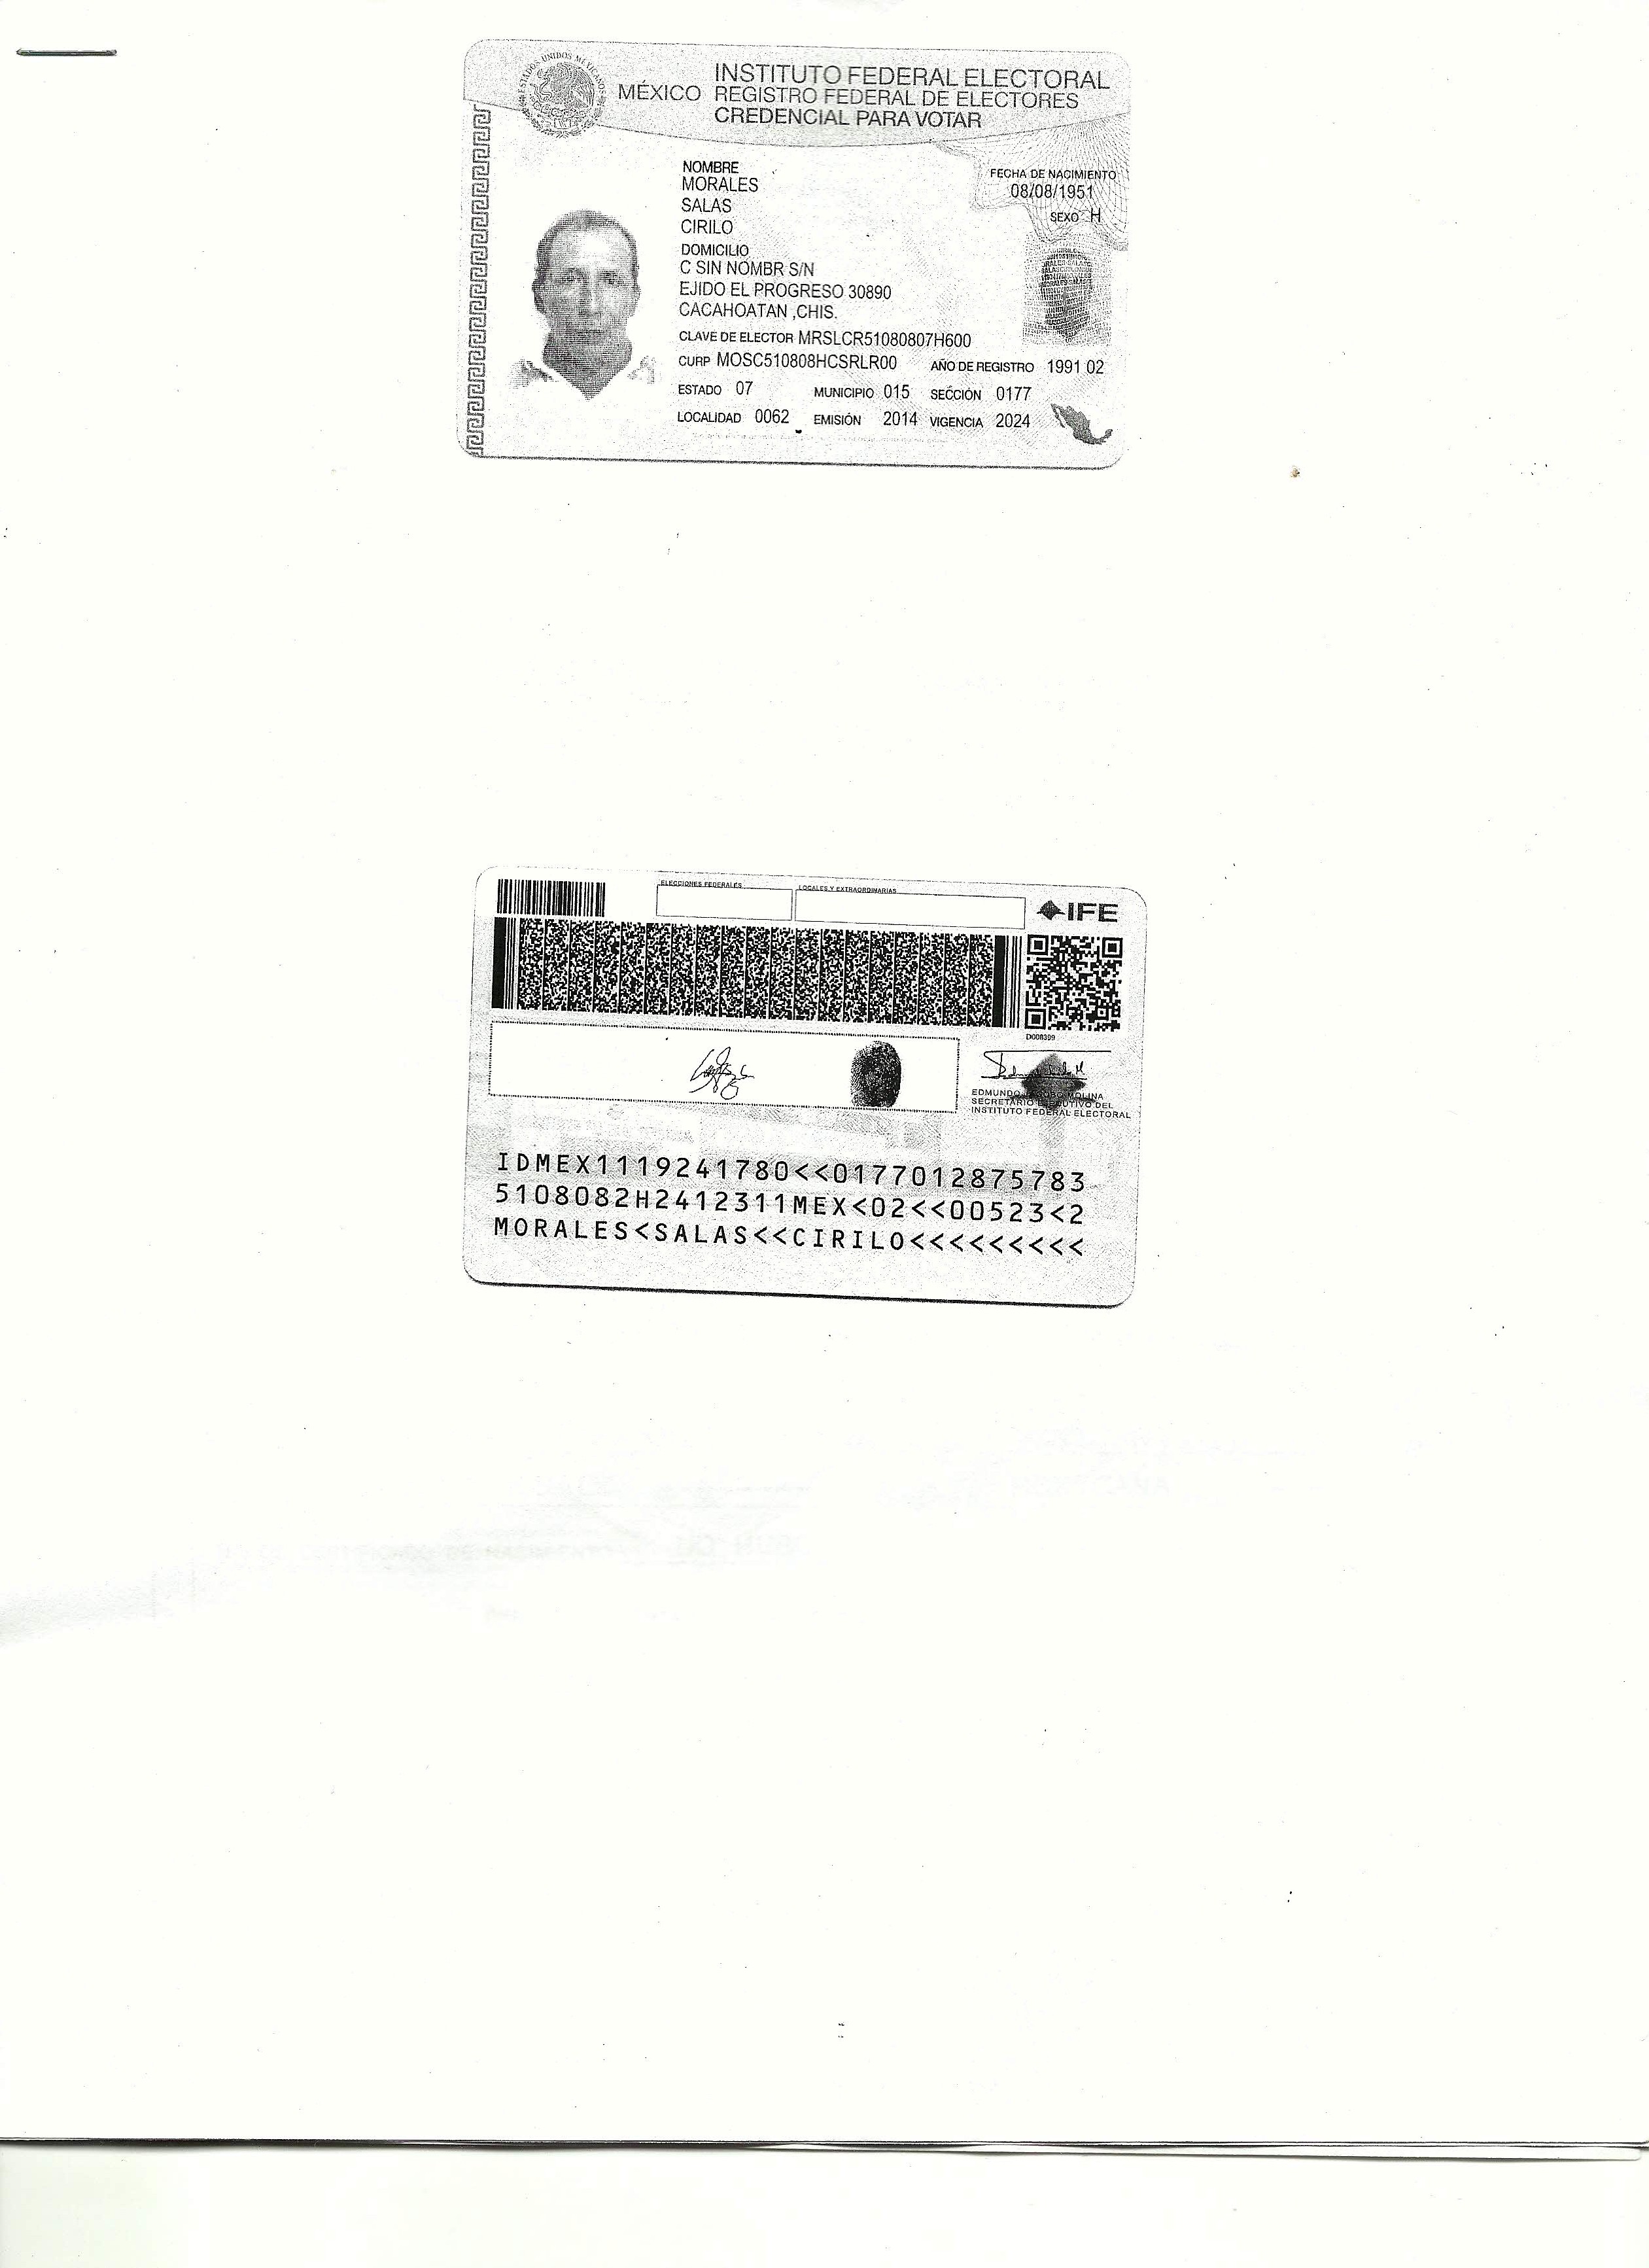 ESTADOS UNIDOS MEXICANOS
MÉXICO
INSTITUTO FEDERAL ELECTORAL
REGISTRO FEDERAL DE ELECTORES
CREDENCIAL PARA VOTAR
NOMBRE
MORALES
SALAS
CIRILO
FECHA DE NACIMIENTO
08/08/1951
SEXO H
DOMICILIO
C SIN NOMBR S/N
EJIDO EL PROGRESO 30890
CACAHOATAN ,CHIS.
CLAVE DE ELECTOR MRSLCR51080807H600
CURP MOSC510808HCSRLR00 AÑO DE REGISTRO 1991 02
ESTADO 07 MUNICIPIO 015 SECCIÓN 0177
LOCALIDAD 0062 EMISIÓN 2014 VIGENCIA 2024
ELECCIONES FEDERALES LOCALES Y EXTRAORDINARIAS
IFE
EDMUNDO MOLINA
SECRETARIO EJECUTIVO DEL
INSTITUTO FEDERAL ELECTORAL
IDMEX1119241780<<0177012875783
5108082H2412311MEX<02<<00523<2
MORALES<SALAS<<CIRILO<<<<<<<<<